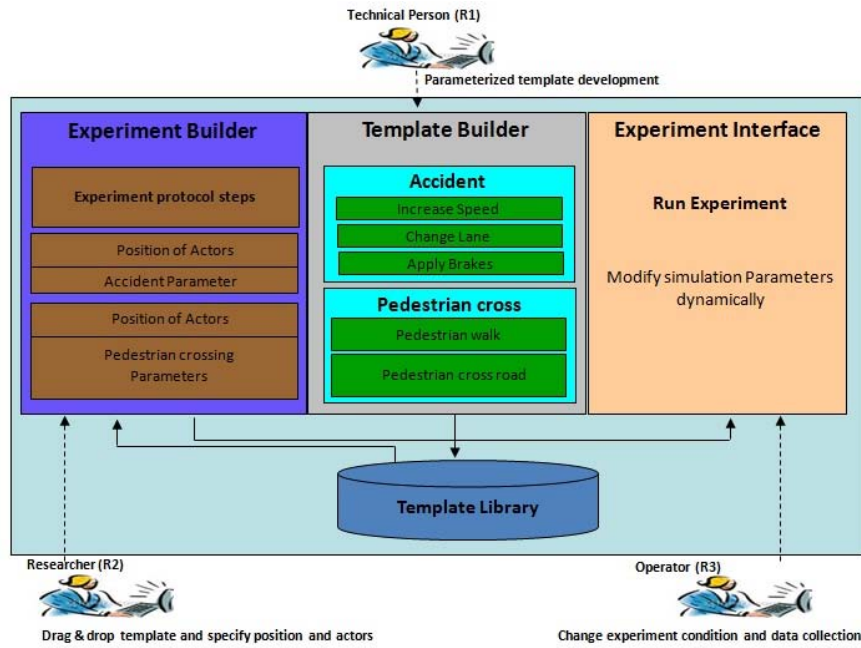 Technical Person (R1)
Parameterized template development
Experiment Builder
Experiment protocol steps
Position of Actors
Accident Parameter
Position of Actors
Pedestrian crossing
Parameters
Template Builder
Accident
Increase Speed
Change Lane
Apply Brakes
Pedestrian cross
Pedestrian walk
Pedestrian cross road
Experiment Interface
Run Experiment
Modify simulation Parameters
dynamically
Template Library
Researcher (R2)
Drag & drop template and specify position and actors
Operator (R3)
Change experiment condition and data collection